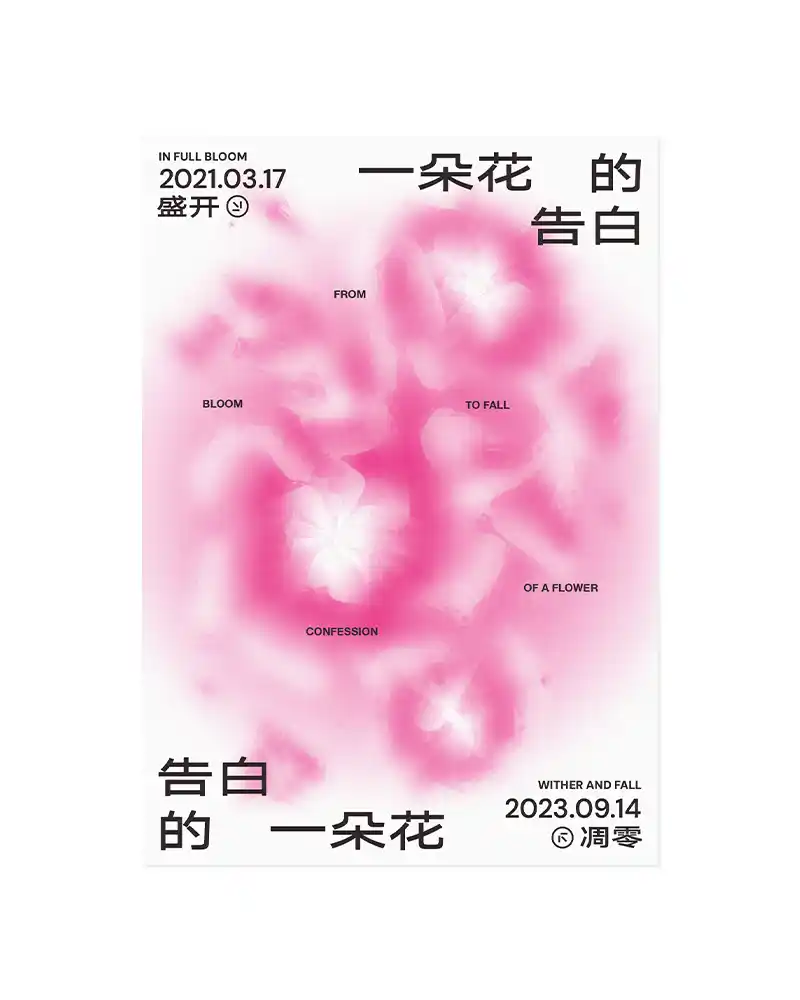 IN FULL BLOOM
2021.03.17
盛开
一朵花 的
告白
FROM
BLOOM
TO FALL
OF A FLOWER
CONFESSION
告白
的 一朵花
WITHER AND FALL
2023.09.14
凋零